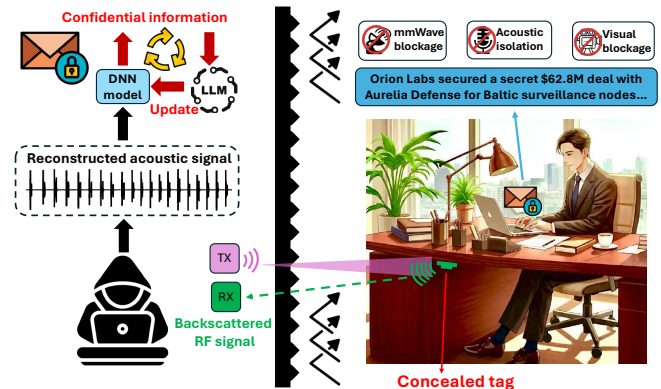 Confidential information
DNN
model
LLM
Update
Reconstructed acoustic signal
TX
RX
Backscattered
RF signal
mmWave
blockage
Acoustic
isolation
Visual
blockage
Orion Labs secured a secret $62.8M deal with
Aurelia Defense for Baltic surveillance nodes...
Concealed tag